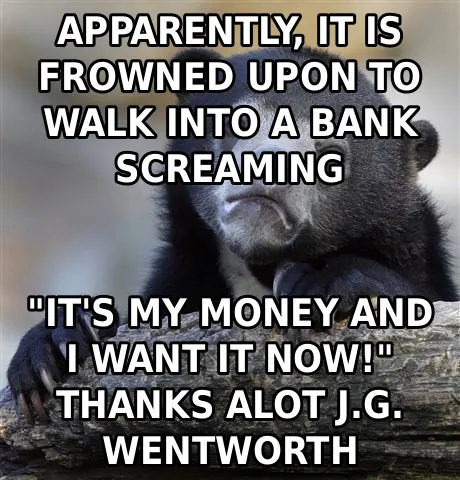 APPARENTLY, IT IS
FROWNED UPON TO
WALK INTO A BANK
SCREAMING
"IT'S MY MONEY AND
I WANT IT NOW!"
THANKS ALOT J.G.
WENTWORTH